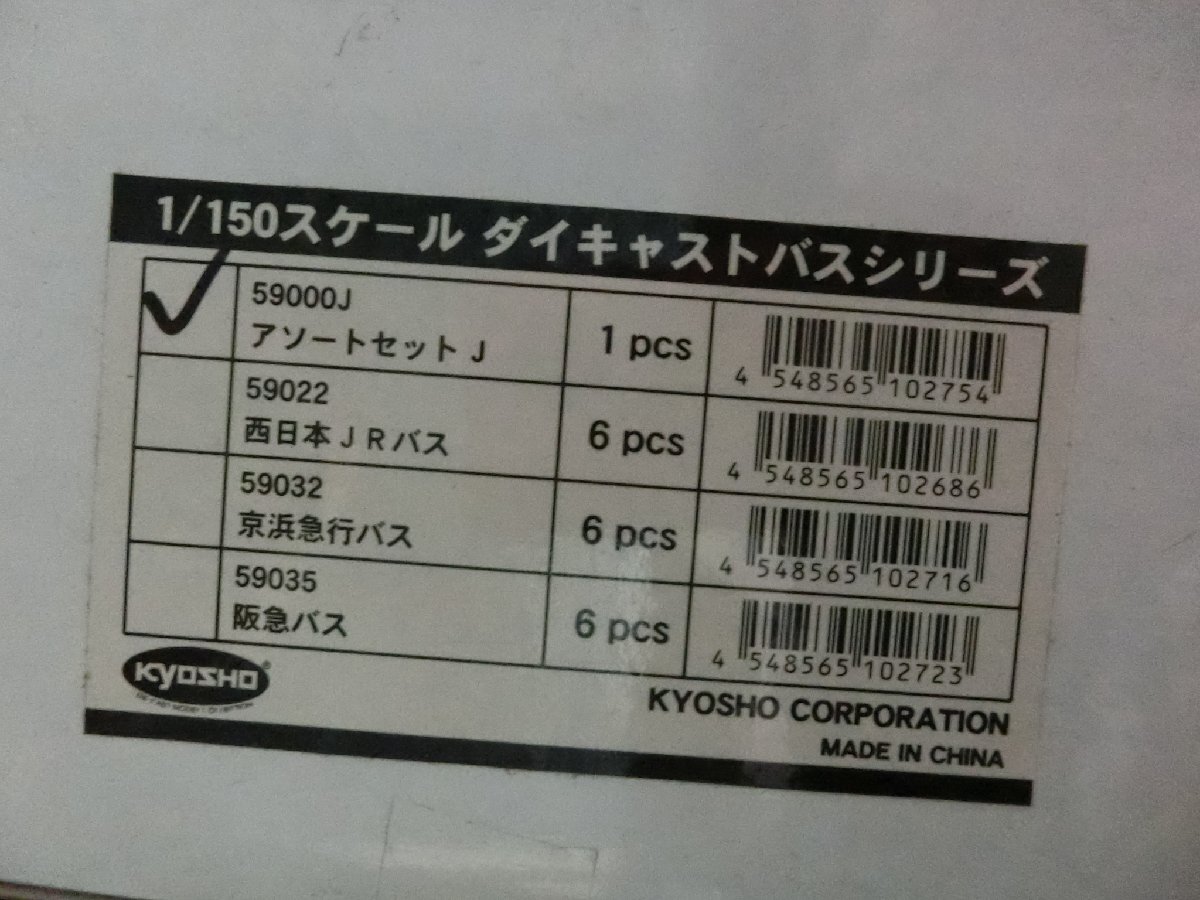 1/150スケール ダイキャストバスシリーズ
59000J
アソートセット J
1 pcs
4 548565 102754
59022
西日本JRバス
6 pcs
4 548565 102686
59032
京浜急行バス
6 pcs
4 548565 102716
59035
阪急バス
6 pcs
4 548565 102723
KYOSHO®
KYOSHO CORPORATION
MADE IN CHINA